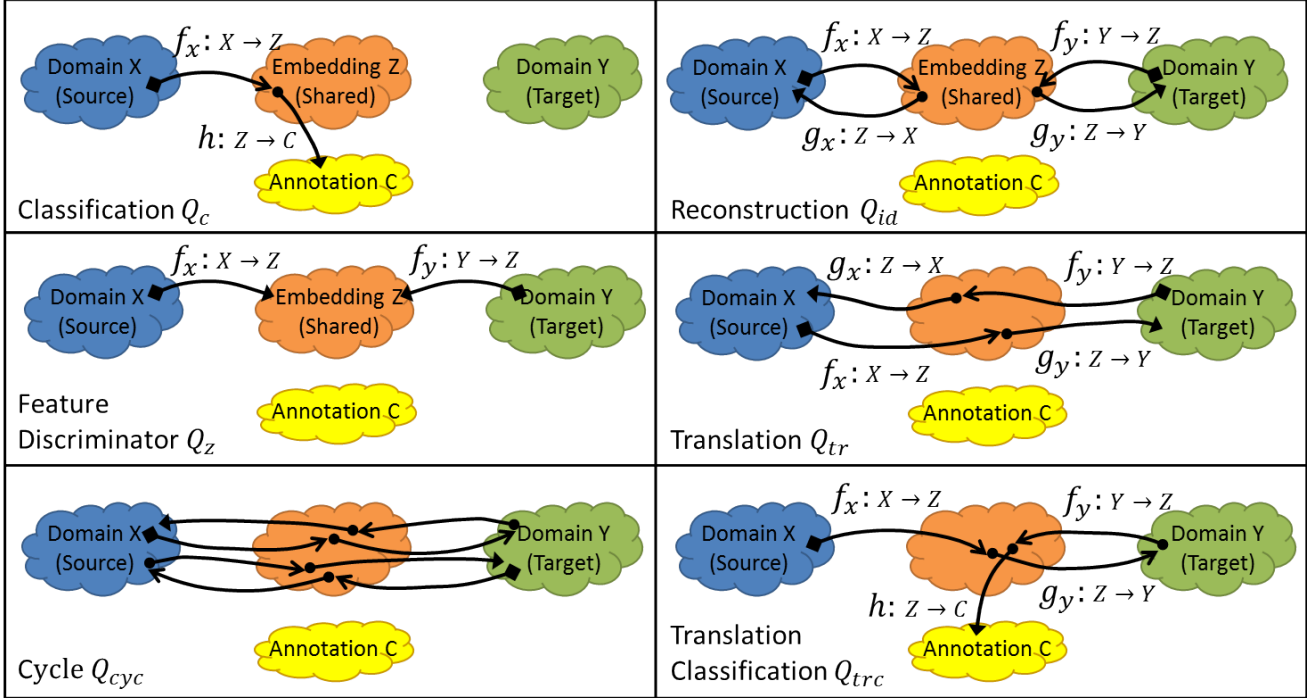 f_x: X → Z
Domain X
(Source)
Embedding Z
(Shared)
Domain Y
(Target)
h: Z → C
Annotation C
Classification Q_c
f_x: X → Z
f_y: Y → Z
Domain X
(Source)
Embedding Z
(Shared)
Domain Y
(Target)
g_x: Z → X
g_y: Z → Y
Annotation C
Reconstruction Q_id
f_x: X → Z
f_y: Y → Z
Domain X
(Source)
Embedding Z
(Shared)
Domain Y
(Target)
Annotation C
Feature
Discriminator Q_z
g_x: Z → X
f_y: Y → Z
Domain X
(Source)
Domain Y
(Target)
f_x: X → Z
g_y: Z → Y
Annotation C
Translation Q_tr
Domain X
(Source)
Domain Y
(Target)
Annotation C
Cycle Q_cyc
f_x: X → Z
f_y: Y → Z
Domain X
(Source)
Domain Y
(Target)
h: Z → C
g_y: Z → Y
Annotation C
Translation
Classification Q_trc